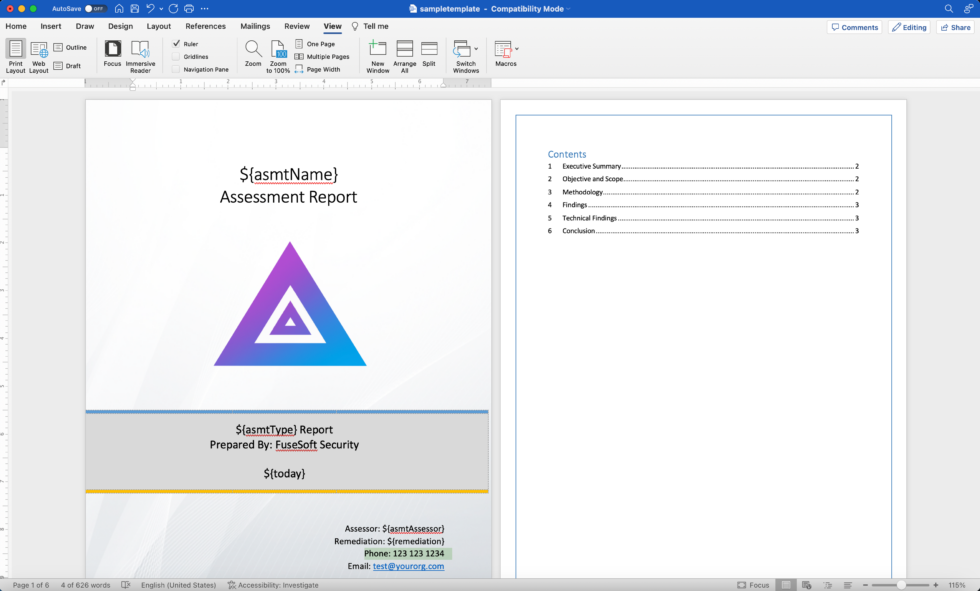 AutoSave OFF
sampletemplate - Compatibility Mode
Home Insert Draw Design Layout References Mailings Review View Tell me
Comments Editing Share
Print Layout
Web Layout
Outline
Draft
Focus
Immersive Reader
Ruler
Gridlines
Navigation Pane
Zoom
Zoom to 100%
One Page
Multiple Pages
Page Width
New Window
Arrange All
Split
Switch Windows
Macros
${asmtName}
Assessment Report
${asmtType} Report
Prepared By: FuseSoft Security
${today}
Assessor: ${asmtAssessor}
Remediation: ${remediation}
Phone: 123 123 1234
Email: test@yourorg.com
Contents
1 Executive Summary 2
2 Objective and Scope 2
3 Methodology 2
4 Findings 3
5 Technical Findings 3
6 Conclusion 3
Page 1 of 6 4 of 626 words English (United States) Accessibility: Investigate Focus 115%